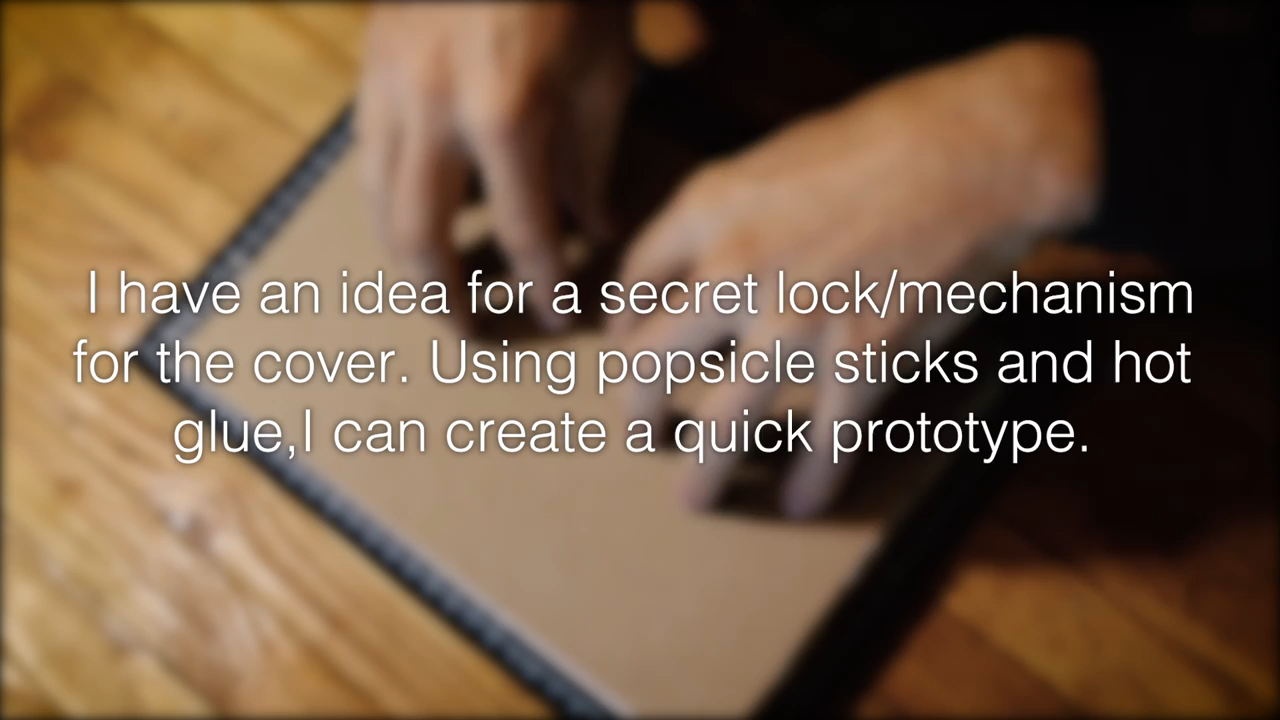 I have an idea for a secret lock/mechanism
for the cover. Using popsicle sticks and hot
glue,I can create a quick prototype.